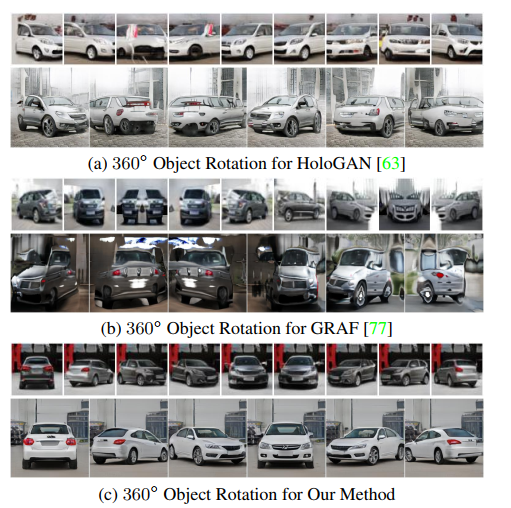 (a) 360° Object Rotation for HoloGAN [63]
(b) 360° Object Rotation for GRAF [77]
(c) 360° Object Rotation for Our Method